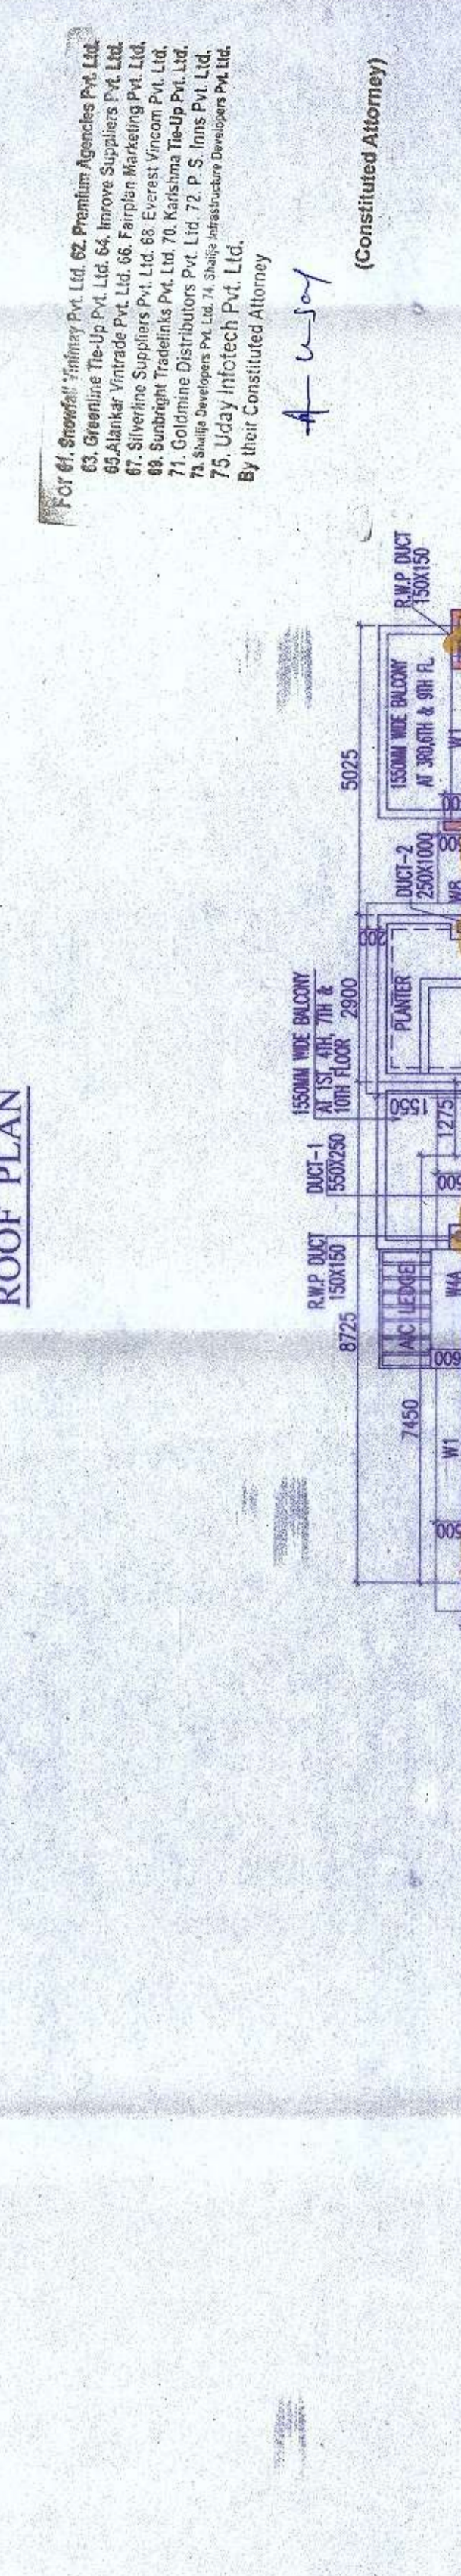 For 61. Snowfall Vinimay Pvt. Ltd. 62. Premium Agencies Pvt. Ltd.
63. Greenline Tie-Up Pvt. Ltd. 64. Imrove Suppliers Pvt. Ltd.
65.Alankar Vintrade Pvt. Ltd. 66. Fairplan Marketing Pvt. Ltd.
67. Silverline Suppliers Pvt. Ltd. 68. Everest Vincom Pvt. Ltd.
69. Sunbright Tradelinks Pvt. Ltd. 70. Karishma Tie-Up Pvt. Ltd.
71. Goldmine Distributors Pvt. Ltd. 72. P. S. Inns Pvt. Ltd.
73. Shailja Developers Pvt. Ltd. 74. Shailja Infrastructure Developers Pvt. Ltd.
75. Uday Infotech Pvt. Ltd.
By their Constituted Attorney
(Constituted Attorney)
ROOF PLAN
R.W.P DUCT
150X150
8725
DUCT-1
550X250
1550MM WIDE BALCONY
AT 1ST, 4TH, 7TH &
10TH FLOOR
2900
5025
7450
A/C LEDGE
1550
1275
PLANTER
200
DUCT-2
250X1000
1550MM WIDE BALCONY
AT 3RD,6TH & 9TH FL.
R.W.P DUCT
150X150
600
W1
600
W4A
W8
W1